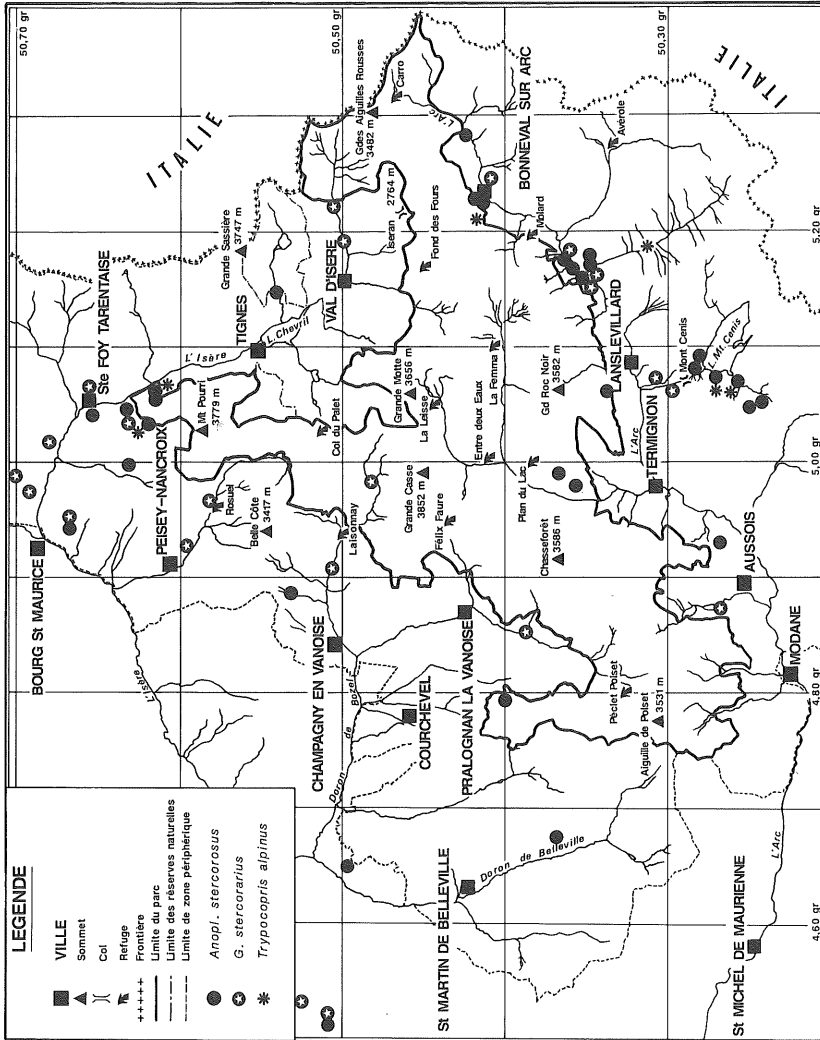 LEGENDE
VILLE
Sommet
Col
Refuge
Frontière
Limite du parc
Limite des réserves naturelles
Limite de zone périphérique
Anopl. stercorosus
G. stercorarius
Trypocopris alpinus
50,70 gr
50,50 gr
50,30 gr
5,20 gr
5,00 gr
4,80 gr
4,60 gr
ITALIE
ITALIE
BOURG St MAURICE
Ste FOY TARENTAISE
L'Isère
L'Isère
PEISEY-NANCROIX
Mt Pourri
3779 m
Rosuel
Belle Côte
3417 m
TIGNES
L. Chevril
Grande Sassière
3747 m
VAL D'ISERE
Iseran
2764 m
Gdes Aiguilles Rousses
3482 m
Carro
L'Arc
BONNEVAL SUR ARC
Avérole
Molard
Fond des Fours
Col du Palet
Grande Motte
3656 m
La Leisse
La Femma
Entre deux Eaux
Plan du Lac
Grande Casse
3852 m
Félix Faure
Laisonnay
CHAMPAGNY EN VANOISE
Doron de Bozel
COURCHEVEL
PRALOGNAN LA VANOISE
Chasseforêt
3586 m
Gd Roc Noir
3582 m
LANSLEVILLARD
Mont Cenis
L. Mt. Cenis
L'Arc
TERMIGNON
AUSSOIS
MODANE
Péclet Polset
Aiguille de Polset
3531 m
St MARTIN DE BELLEVILLE
Doron de Belleville
St MICHEL DE MAURIENNE
L'Arc